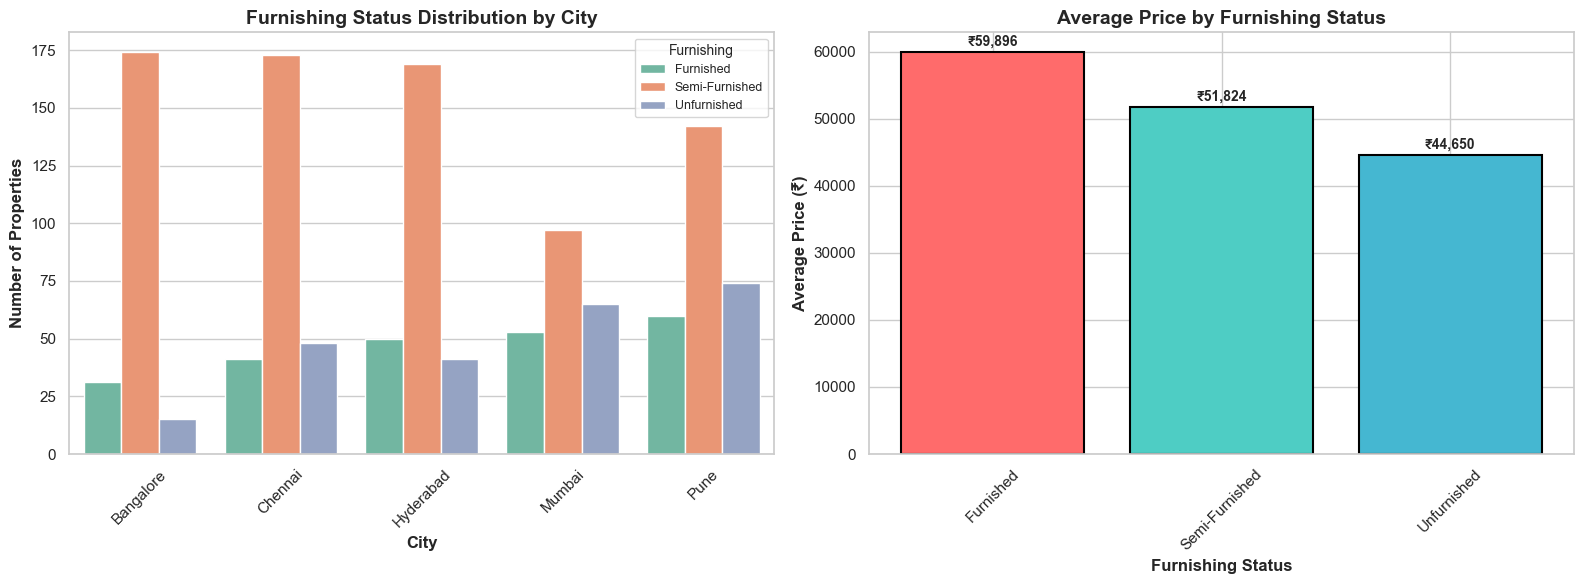 Furnishing Status Distribution by City
175
150
125
100
75
50
25
0
Number of Properties
Furnishing
Furnished
Semi-Furnished
Unfurnished
Bangalore
Chennai
Hyderabad
Mumbai
Pune
City
Average Price by Furnishing Status
60000
50000
40000
30000
20000
10000
0
Average Price (₹)
₹59,896
₹51,824
₹44,650
Furnished
Semi-Furnished
Unfurnished
Furnishing Status